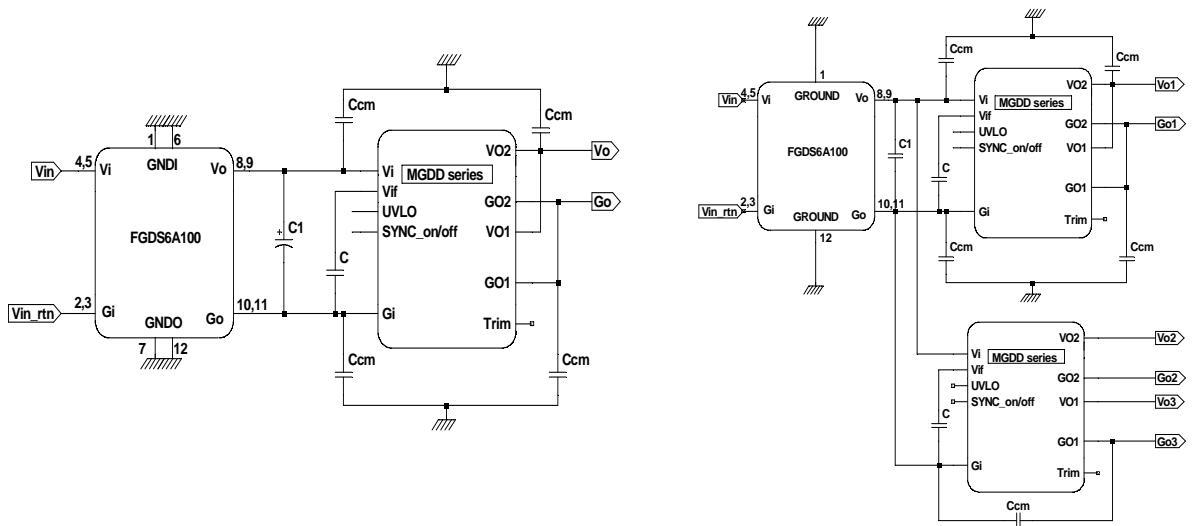 Ccm
Ccm
1 6
GNDI
Vin
4,5
Vi
Vo
8,9
FGDS6A100
C1
+
C
Vin_rtn
2,3
Gi
Go
10,11
GNDO
7 12
Vi
MGDD series
Vif
UVLO
SYNC_on/off
Gi
VO2
GO2
VO1
GO1
Trim
Vo
Go
Ccm
Ccm
1
GROUND
Vin
4,5
Vi
Vo
8,9
FGDS6A100
C1
Vin_rtn
2,3
Gi
Go
10,11
GROUND
12
Ccm
Ccm
Vi
MGDD series
Vif
UVLO
SYNC_on/off
C
Gi
VO2
GO2
VO1
GO1
Trim
Vo1
Go1
Ccm
Ccm
Vi
MGDD series
Vif
UVLO
SYNC_on/off
C
Gi
VO2
GO2
VO1
GO1
Trim
Vo2
Go2
Vo3
Go3
Ccm